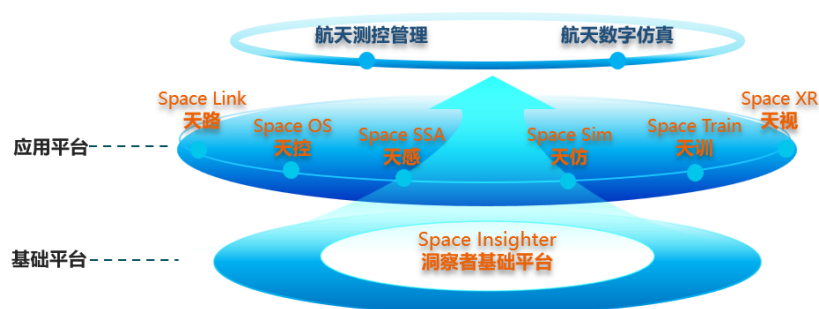 航天测控管理
航天数字仿真
应用平台
Space Link
天路
Space OS
天控
Space SSA
天感
Space Sim
天仿
Space Train
天训
Space XR
天视
基础平台
Space Insighter
洞察者基础平台